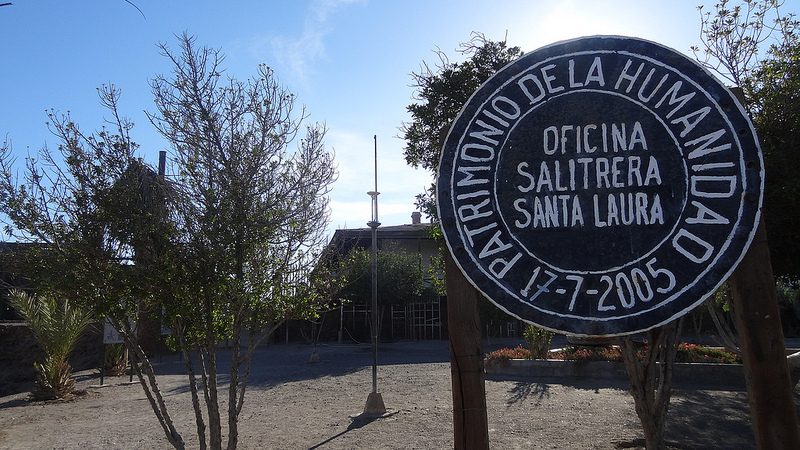 PATRIMONIO DE LA HUMANIDAD
OFICINA
SALITRERA
SANTA LAURA
17-7-2005